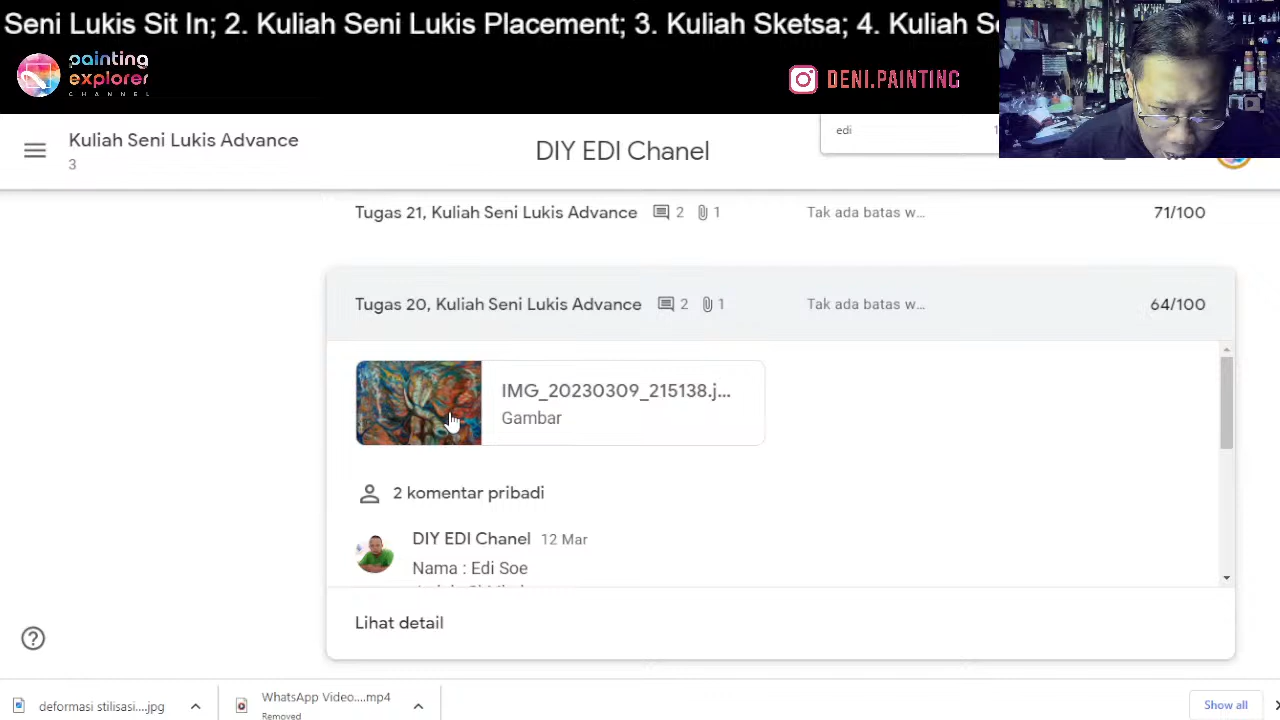 Seni Lukis Sit In; 2. Kuliah Seni Lukis Placement; 3. Kuliah Sketsa; 4. Kuliah
painting
explorer
CHANNEL
DENI.PAINTING
Kuliah Seni Lukis Advance
3
DIY EDI Chanel
edi
Tugas 21, Kuliah Seni Lukis Advance 2 1 Tak ada batas w... 71/100
Tugas 20, Kuliah Seni Lukis Advance 2 1 Tak ada batas w... 64/100
IMG_20230309_215138.j...
Gambar
2 komentar pribadi
DIY EDI Chanel 12 Mar
Nama : Edi Soe
Lihat detail
deformasi stilisasi....jpg
WhatsApp Video....mp4
Removed
Show all